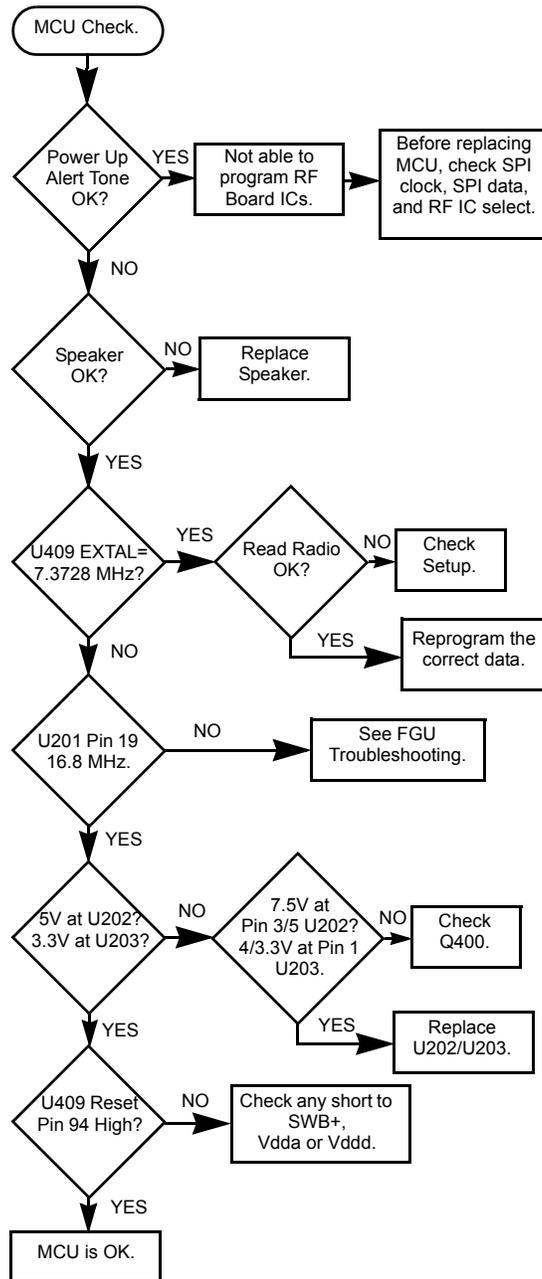 MCU Check.
Power Up
Alert Tone
OK?
YES
Not able to
program RF
Board ICs.
Before replacing
MCU, check SPI
clock, SPI data,
and RF IC select.
NO
Speaker
OK?
NO
Replace
Speaker.
YES
U409 EXTAL=
7.3728 MHz?
YES
Read Radio
OK?
NO
Check
Setup.
YES
Reprogram the
correct data.
NO
U201 Pin 19
16.8 MHz.
NO
See FGU
Troubleshooting.
YES
5V at U202?
3.3V at U203?
NO
7.5V at
Pin 3/5 U202?
4/3.3V at Pin 1
U203.
NO
Check
Q400.
YES
Replace
U202/U203.
YES
U409 Reset
Pin 94 High?
NO
Check any short to
SWB+,
Vdda or Vddd.
YES
MCU is OK.